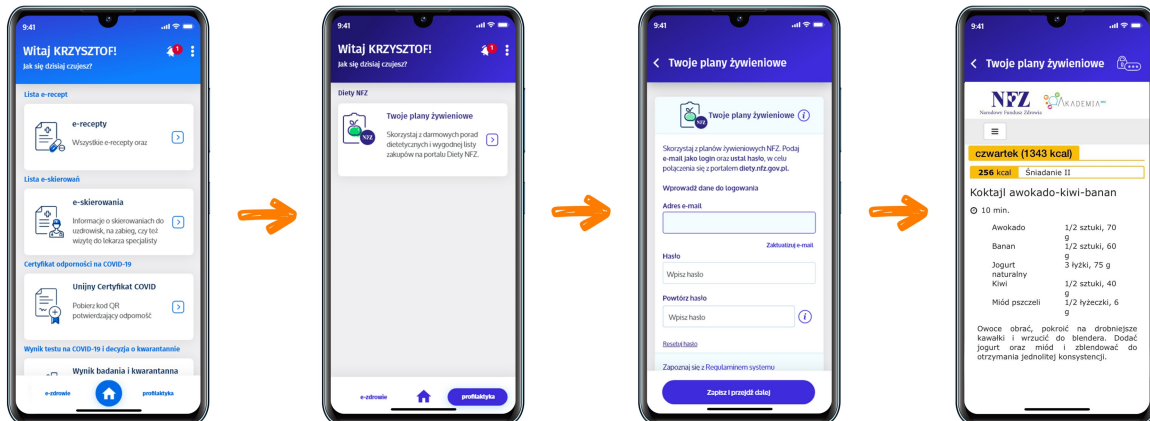 9:41
Witaj KRZYSZTOF!
Jak się dzisiaj czujesz?
1
Lista e-recept
e-recepty
Wszystkie e-recepty oraz
Lista e-skierowań
e-skierowania
Informacje o skierowaniach do
uzdrowisk, na zabieg, czy też
wizytę do lekarza specjalisty
Certyfikat odporności na COVID-19
Unijny Certyfikat COVID
Pobierz kod QR
potwierdzający odporność
Wynik testu na COVID-19 i decyzja o kwarantannie
Wynik badania i kwarantanna
e-zdrowie
profilaktyka
9:41
Witaj KRZYSZTOF!
Jak się dzisiaj czujesz?
1
Diety NFZ
Twoje plany żywieniowe
NFZ
Skorzystaj z darmowych porad
dietetycznych i wygodnej listy
zakupów na portalu Diety NFZ.
e-zdrowie
profilaktyka
9:41
Twoje plany żywieniowe
NFZ
Twoje plany żywieniowe i
Skorzystaj z planów żywieniowych NFZ. Podaj
e-mail jako login oraz ustal hasło, w celu
połączenia się z portalem diety.nfz.gov.pl.
Wprowadź dane do logowania
Adres e-mail
Zaktualizuj e-mail
Hasło
Wpisz hasło
Powtórz hasło
Wpisz hasło i
Resetuj hasło
Zapoznaj się z Regulaminem systemu
Zapisz i przejdź dalej
9:41
Twoje plany żywieniowe
NFZ
Narodowy Fundusz Zdrowia
AKADEMIA
czwartek (1343 kcal)
256 kcal Śniadanie II
Koktajl awokado-kiwi-banan
10 min.
Awokado 1/2 sztuki, 70
g
Banan 1/2 sztuki, 60
g
Jogurt 3 łyżki, 75 g
naturalny
Kiwi 1/2 sztuki, 40
g
Miód pszczeli 1/2 łyżeczki, 6
g
Owoce obrać, pokroić na drobniejsze
kawałki i wrzucić do blendera. Dodać
jogurt oraz miód i zblendować do
otrzymania jednolitej konsystencji.